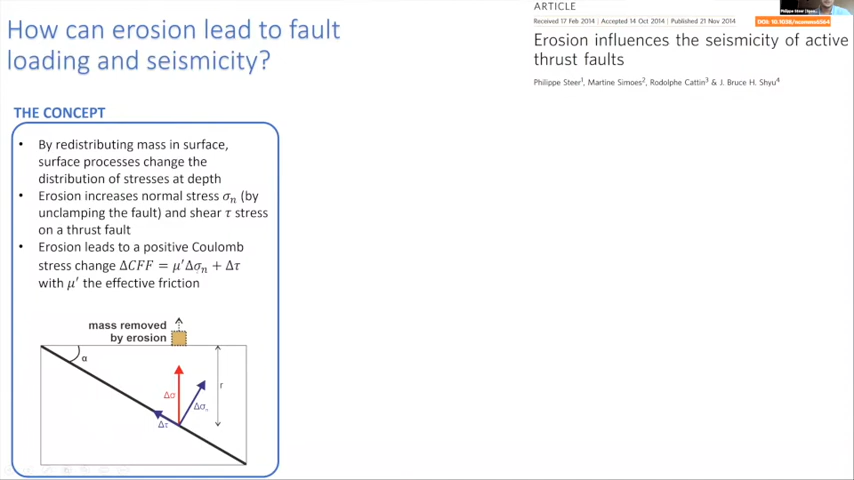 How can erosion lead to fault
loading and seismicity?
ARTICLE
Received 17 Feb 2014 | Accepted 14 Oct 2014 | Published 21 Nov 2014
DOI: 10.1038/ncomms6564
Erosion influences the seismicity of active
thrust faults
Philippe Steer¹, Martine Simoes², Rodolphe Cattin³ & J. Bruce H. Shyu⁴
THE CONCEPT
• By redistributing mass in surface,
surface processes change the
distribution of stresses at depth
• Erosion increases normal stress σₙ (by
unclamping the fault) and shear τ stress
on a thrust fault
• Erosion leads to a positive Coulomb
stress change ΔCFF = μ′Δσₙ + Δτ
with μ′ the effective friction
mass removed
by erosion
α
r
Δσ
Δσₙ
Δτ